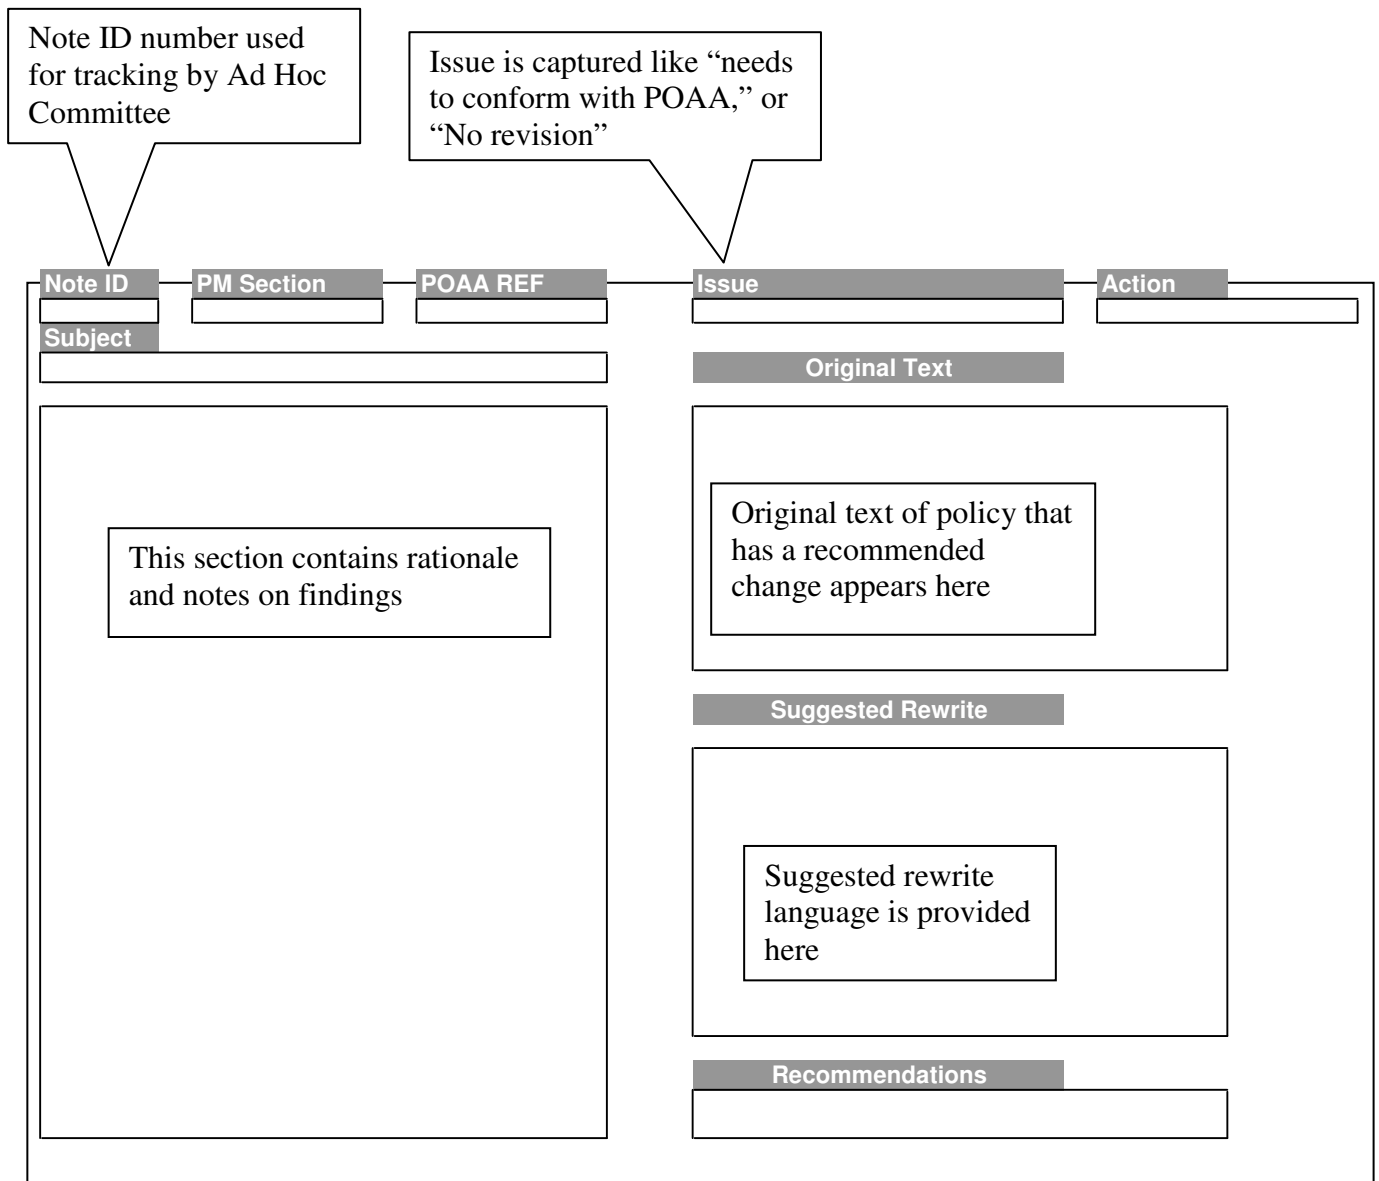 Note ID number used
for tracking by Ad Hoc
Committee
Issue is captured like “needs
to conform with POAA,” or
“No revision”
Note ID
PM Section
POAA REF
Issue
Action
Subject
Original Text
This section contains rationale
and notes on findings
Original text of policy that
has a recommended
change appears here
Suggested Rewrite
Suggested rewrite
language is provided
here
Recommendations